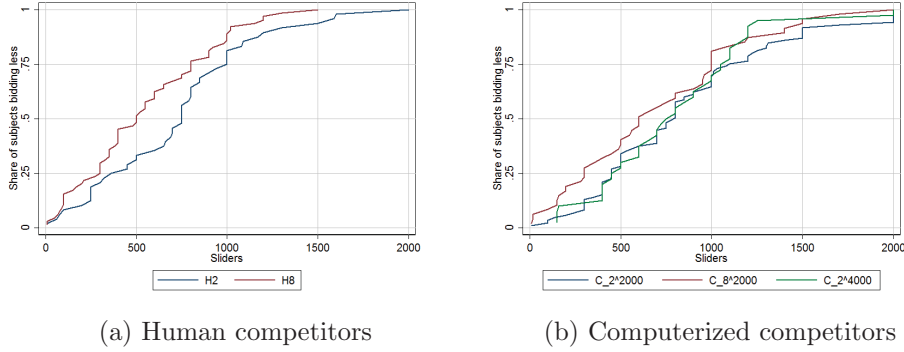 Share of subjects bidding less
1
.75
.5
.25
0
0 500 1000 1500 2000
Sliders
H2 H8
(a) Human competitors
Share of subjects bidding less
1
.75
.5
.25
0
0 500 1000 1500 2000
Sliders
C_2^2000 C_8^2000 C_2^4000
(b) Computerized competitors